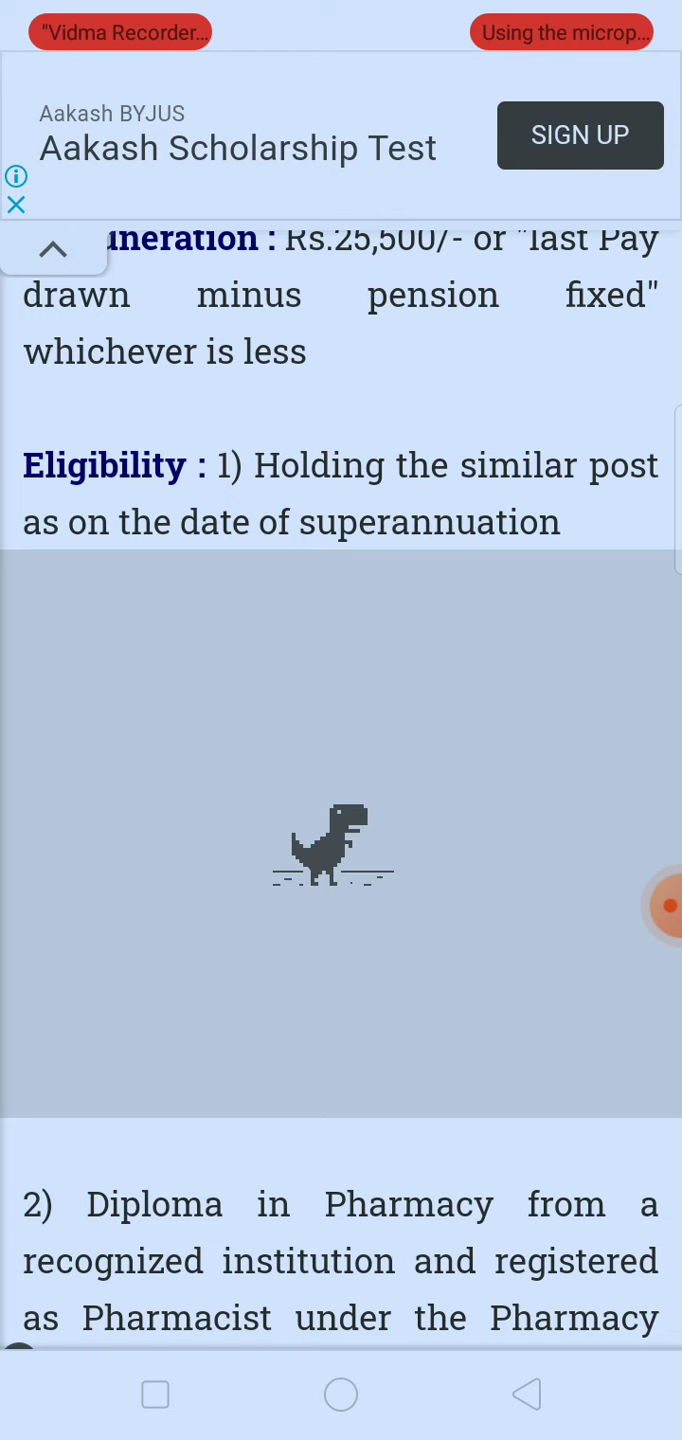 "Vidma Recorder...
Using the microp...
Aakash BYJUS
Aakash Scholarship Test
SIGN UP
: Rs.25,500/- or "last Pay
drawn minus pension fixed"
whichever is less
Eligibility : 1) Holding the similar post
as on the date of superannuation
2) Diploma in Pharmacy from a
recognized institution and registered
as Pharmacist under the Pharmacy